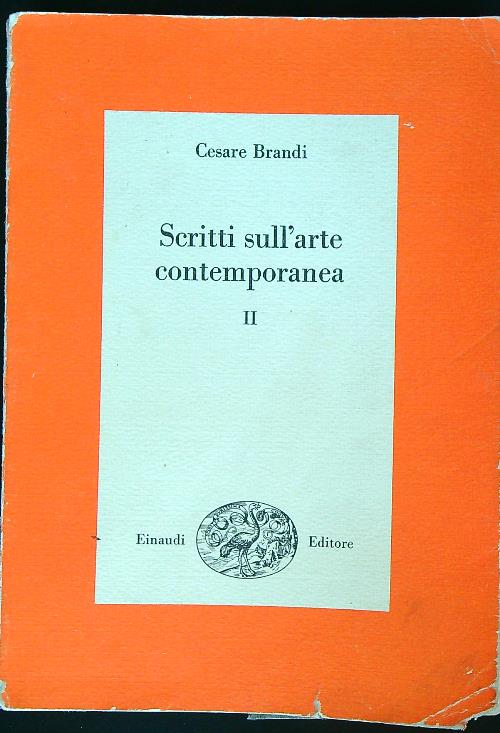 Cesare Brandi
Scritti sull'arte
contemporanea
II
Einaudi Editore